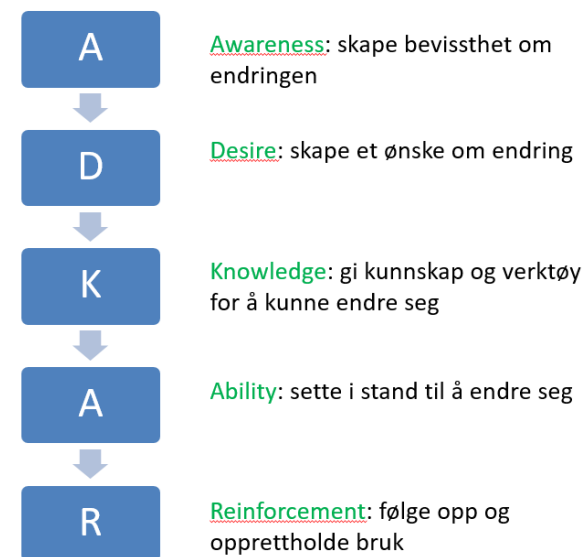 A
Awareness: skape bevissthet om
endringen
D
Desire: skape et ønske om endring
K
Knowledge: gi kunnskap og verktøy
for å kunne endre seg
A
Ability: sette i stand til å endre seg
R
Reinforcement: følge opp og
opprettholde bruk